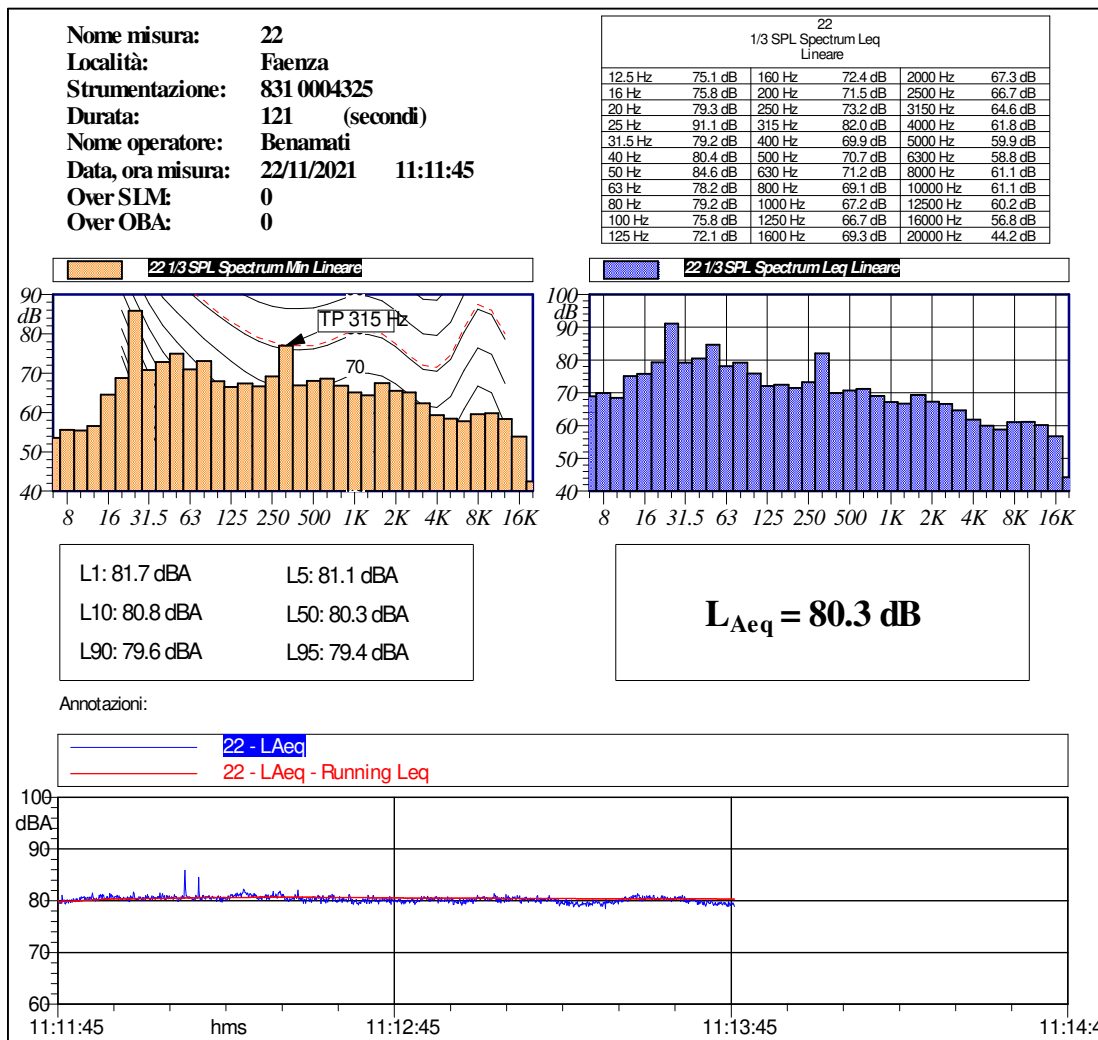 Nome misura: 22
Località: Faenza
Strumentazione: 831 0004325
Durata: 121 (secondi)
Nome operatore: Benamati
Data, ora misura: 22/11/2021 11:11:45
Over SLM: 0
Over OBA: 0
22
1/3 SPL Spectrum Leq
Lineare
12.5 Hz 75.1 dB 160 Hz 72.4 dB 2000 Hz 67.3 dB
16 Hz 75.8 dB 200 Hz 71.5 dB 2500 Hz 66.7 dB
20 Hz 79.3 dB 250 Hz 73.2 dB 3150 Hz 64.6 dB
25 Hz 91.1 dB 315 Hz 82.0 dB 4000 Hz 61.8 dB
31.5 Hz 79.2 dB 400 Hz 69.9 dB 5000 Hz 59.9 dB
40 Hz 80.4 dB 500 Hz 70.7 dB 6300 Hz 58.8 dB
50 Hz 84.6 dB 630 Hz 71.2 dB 8000 Hz 61.1 dB
63 Hz 78.2 dB 800 Hz 69.1 dB 10000 Hz 61.1 dB
80 Hz 79.2 dB 1000 Hz 67.2 dB 12500 Hz 60.2 dB
100 Hz 75.8 dB 1250 Hz 66.7 dB 16000 Hz 56.8 dB
125 Hz 72.1 dB 1600 Hz 69.3 dB 20000 Hz 44.2 dB
22 1/3 SPL Spectrum Min Lineare
90
dB
80
70
60
50
40
TP 315 Hz
70
8 16 31.5 63 125 250 500 1K 2K 4K 8K 16K
22 1/3 SPL Spectrum Leq Lineare
100
dB
90
80
70
60
50
40
8 16 31.5 63 125 250 500 1K 2K 4K 8K 16K
L1: 81.7 dBA L5: 81.1 dBA
L10: 80.8 dBA L50: 80.3 dBA
L90: 79.6 dBA L95: 79.4 dBA
LAeq = 80.3 dB
Annotazioni:
22 - LAeq
22 - LAeq - Running Leq
100
dBA
90
80
70
60
11:11:45 hms 11:12:45 11:13:45 11:14:4